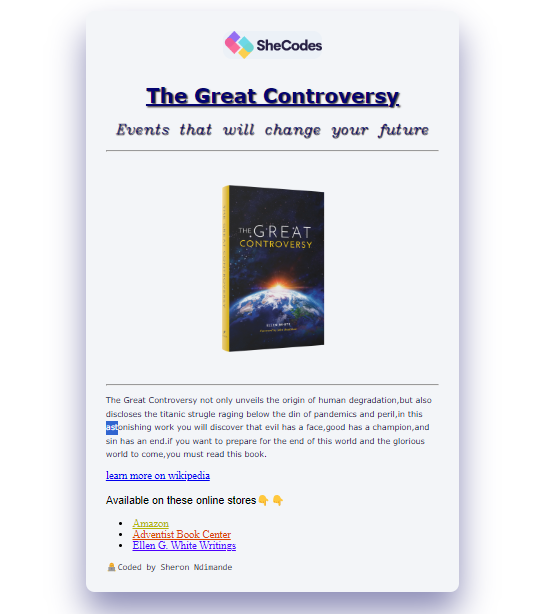 SheCodes
The Great Controversy
Events that will change your future
THE GREAT
CONTROVERSY
ELLEN WHITE
The Great Controversy not only unveils the origin of human degradation,but also
discloses the titanic strugle raging below the din of pandemics and peril,in this
astonishing work you will discover that evil has a face,good has a champion,and
sin has an end.if you want to prepare for the end of this world and the glorious
world to come,you must read this book.
learn more on wikipedia
Available on these online stores👇👇
Amazon
Adventist Book Center
Ellen G. White Writings
Coded by Sheron Ndimande